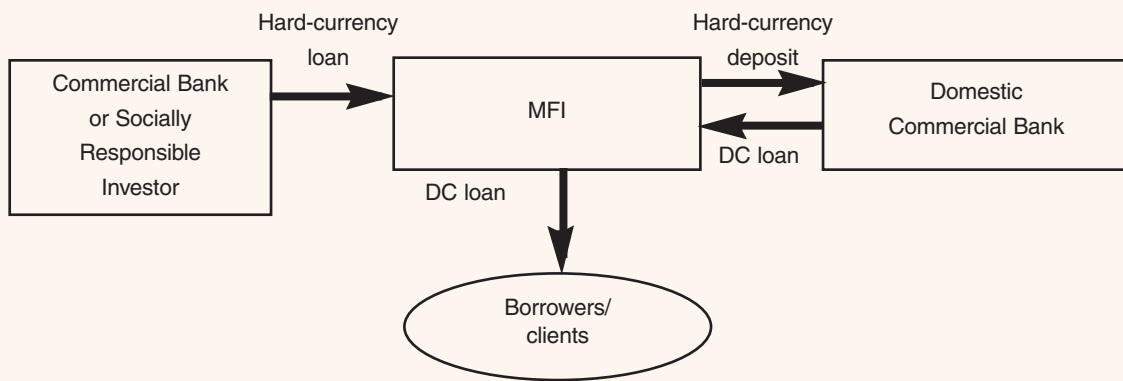 Hard-currency
loan
Hard-currency
deposit
Commercial Bank
or Socially
Responsible
Investor
MFI
Domestic
Commercial Bank
DC loan
DC loan
Borrowers/
clients